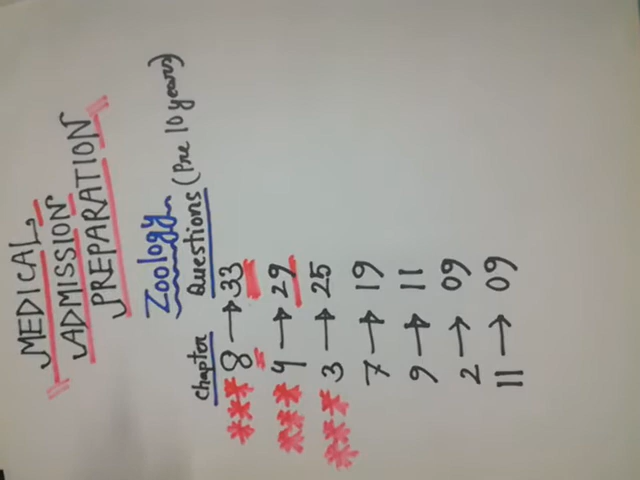 "MEDICAL
ADMISSION
PREPARATION"
Zoology
Chapter Questions (Pre 10 years)
*** 8 → 33
*** 4 → 29
*** 3 → 25
7 → 19
9 → 11
2 → 09
11 → 09